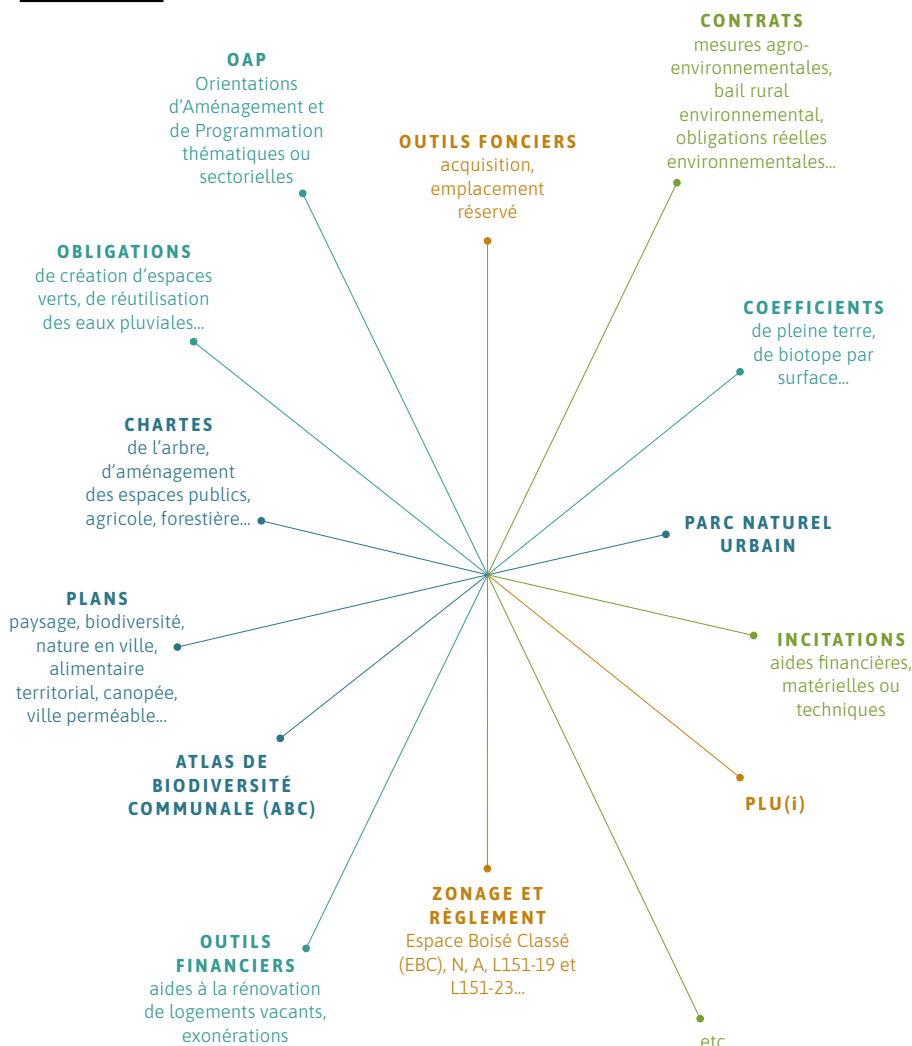 CONTRATS
mesures agro-
environnementales,
bail rural
environnemental,
obligations réelles
environnementales...
OAP
Orientations
d'Aménagement et
de Programmation
thématiques ou
sectorielles
OUTILS FONCIERS
acquisition,
emplacement
réservé
OBLIGATIONS
de création d'espaces
verts, de réutilisation
des eaux pluviales...
COEFFICIENTS
de pleine terre,
de biotope par
surface...
CHARTES
de l'arbre,
d'aménagement
des espaces publics,
agricole, forestière...
PARC NATUREL
URBAIN
PLANS
paysage, biodiversité,
nature en ville,
alimentaire
territorial, canopée,
ville perméable...
INCITATIONS
aides financières,
matérielles ou
techniques
ATLAS DE
BIODIVERSITÉ
COMMUNALE (ABC)
PLU(i)
ZONAGE ET
RÈGLEMENT
Espace Boisé Classé
(EBC), N, A, L151-19 et
L151-23...
OUTILS
FINANCIERS
aides à la rénovation
de logements vacants,
exonérations
etc